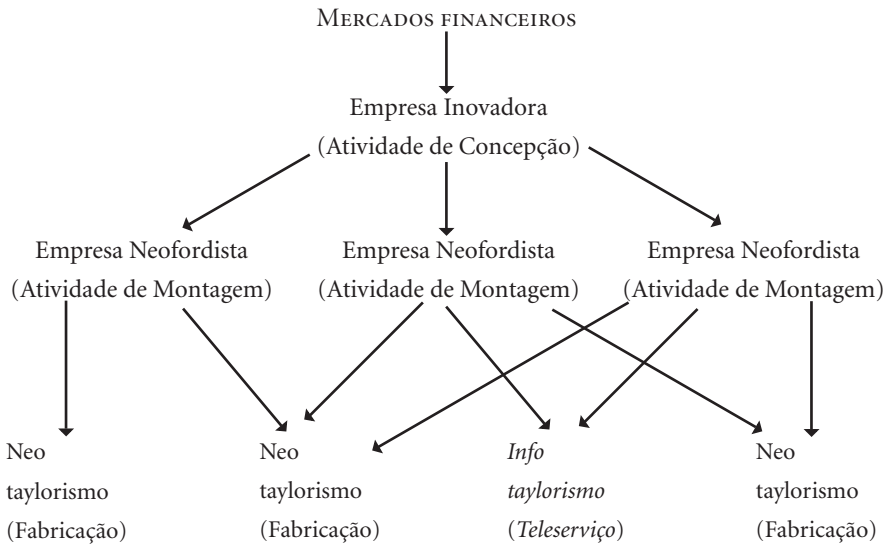 MERCADOS FINANCEIROS
Empresa Inovadora
(Atividade de Concepção)
Empresa Neofordista Empresa Neofordista Empresa Neofordista
(Atividade de Montagem) (Atividade de Montagem) (Atividade de Montagem)
Neo Neo Info Neo
taylorismo taylorismo taylorismo taylorismo
(Fabricação) (Fabricação) (Teleserviço) (Fabricação)